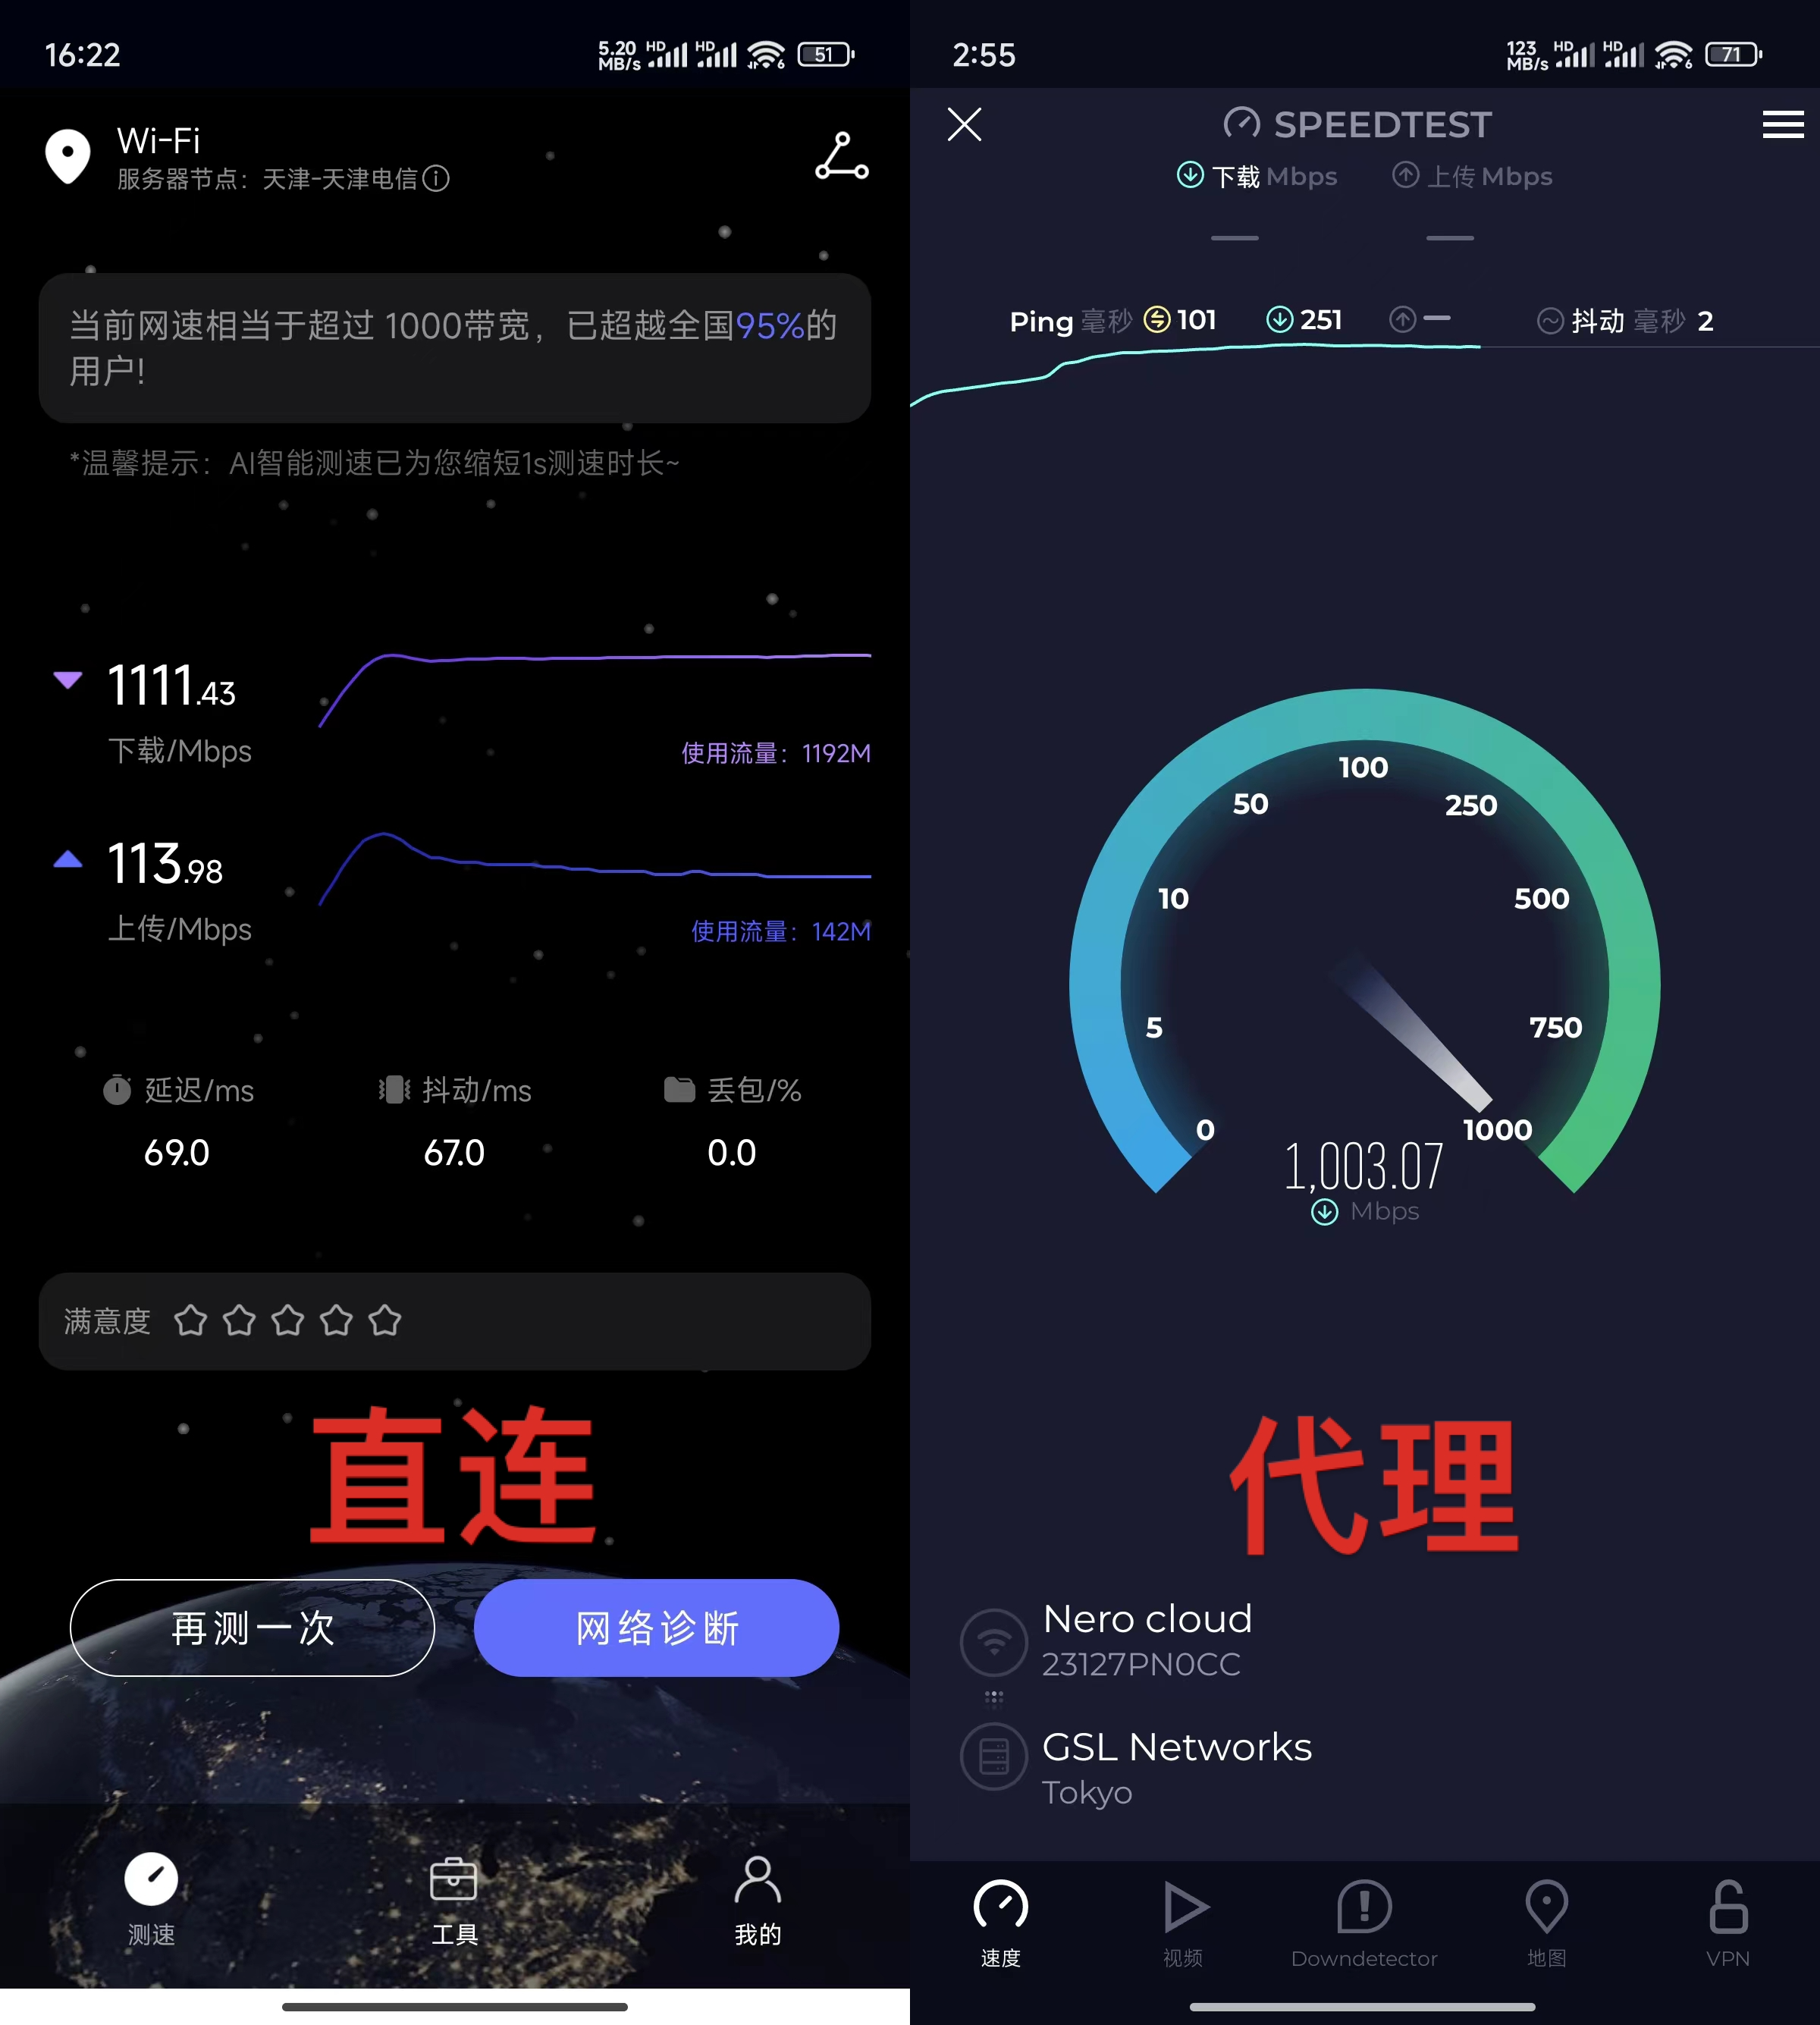 16:22
5.20 MB/s HD HD 6 51
Wi-Fi
服务器节点：天津-天津电信
当前网速相当于超过 1000带宽，已超越全国95%的
用户!
*温馨提示：AI智能测速已为您缩短1s测速时长~
1111.43
下载/Mbps
使用流量：1192M
113.98
上传/Mbps
使用流量：142M
延迟/ms 抖动/ms 丢包/%
69.0 67.0 0.0
满意度
直连
再测一次 网络诊断
测速 工具 我的
2:55
123 MB/s HD HD 6 71
SPEEDTEST
下载 Mbps 上传 Mbps
Ping 毫秒 101 251 抖动 毫秒 2
100
50 250
10 500
5 750
0 1000
1,003.07
Mbps
代理
Nero cloud
23127PN0CC
GSL Networks
Tokyo
速度 视频 Downdetector 地图 VPN